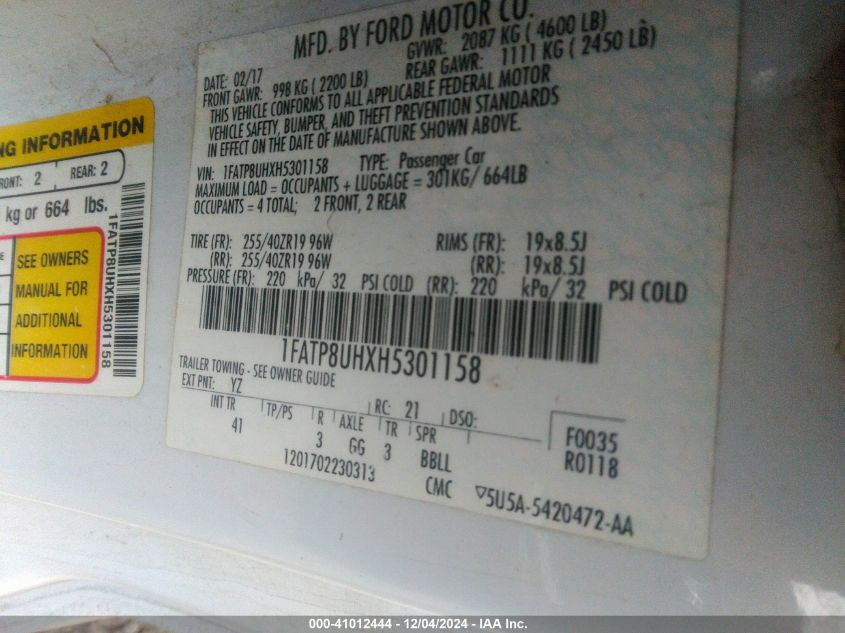 MFD. BY FORD MOTOR CO.
DATE: 02/17 GVWR: 2087 KG ( 4600 LB)
FRONT GAWR: 998 KG ( 2200 LB) REAR GAWR: 1111 KG ( 2450 LB)
THIS VEHICLE CONFORMS TO ALL APPLICABLE FEDERAL MOTOR
VEHICLE SAFETY, BUMPER, AND THEFT PREVENTION STANDARDS
IN EFFECT ON THE DATE OF MANUFACTURE SHOWN ABOVE.
VIN: 1FATP8UHXH5301158 TYPE: Passenger Car
MAXIMUM LOAD = OCCUPANTS + LUGGAGE = 301KG/ 664LB
OCCUPANTS = 4 TOTAL; 2 FRONT, 2 REAR
TIRE (FR): 255/40ZR19 96W RIMS (FR): 19x8.5J
(RR): 255/40ZR19 96W (RR): 19x8.5J
PRESSURE (FR): 220 kPa/ 32 PSI COLD (RR): 220 kPa/ 32 PSI COLD
1FATP8UHXH5301158
TRAILER TOWING - SEE OWNER GUIDE
EXT PNT: YZ RC: 21 DSO:
INT TR TP/PS R AXLE TR SPR F0035
41 3 GG 3 BBLL R0118
1201702230313 CMC ▽5U5A-5420472-AA
NG INFORMATION
RONT: 2 REAR: 2
kg or 664 lbs.
SEE OWNERS
MANUAL FOR
ADDITIONAL
INFORMATION
1FATP8UHXH5301158
000-41012444 - 12/04/2024 - IAA Inc.